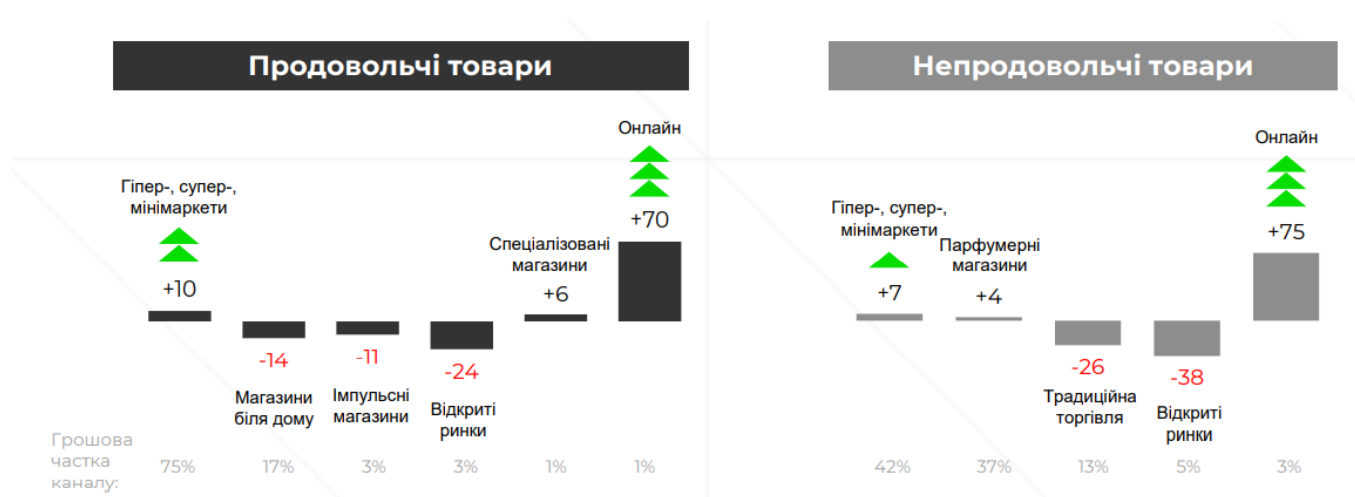 Продовольчі товари
Онлайн
Гіпер-, супер-,
мінімаркети
+70
Спеціалізовані
магазини
+10
+6
-14
-11
-24
Магазини
біля дому
Імпульсні
магазини
Відкриті
ринки
Грошова
частка
каналу:
75% 17% 3% 3% 1% 1%
Непродовольчі товари
Онлайн
Гіпер-, супер-,
мінімаркети
Парфумерні
магазини
+75
+7
+4
-26
-38
Традиційна
торгівля
Відкриті
ринки
42% 37% 13% 5% 3%